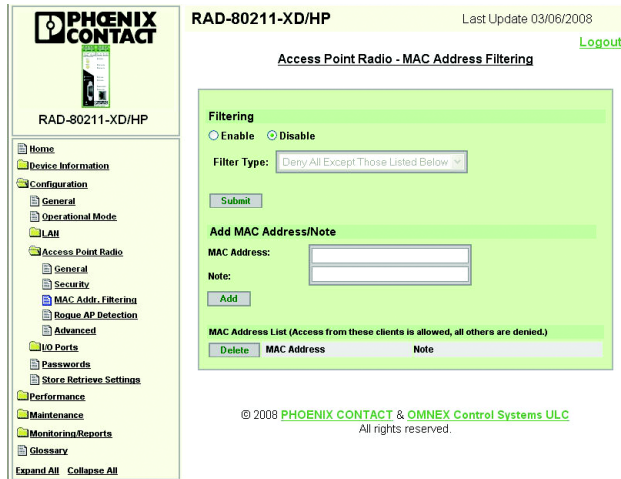 PHŒNIX
CONTACT
RAD-80211-XD/HP
Home
Device Information
Configuration
General
Operational Mode
LAN
Access Point Radio
General
Security
MAC Addr. Filtering
Rogue AP Detection
Advanced
I/O Ports
Passwords
Store Retrieve Settings
Performance
Maintenance
Monitoring/Reports
Glossary
Expand All Collapse All
RAD-80211-XD/HP
Last Update 03/06/2008
Logout
Access Point Radio - MAC Address Filtering
Filtering
Enable Disable
Filter Type: Deny All Except Those Listed Below
Submit
Add MAC Address/Note
MAC Address:
Note:
Add
MAC Address List (Access from these clients is allowed, all others are denied.)
Delete MAC Address Note
© 2008 PHOENIX CONTACT & OMNEX Control Systems ULC
All rights reserved.